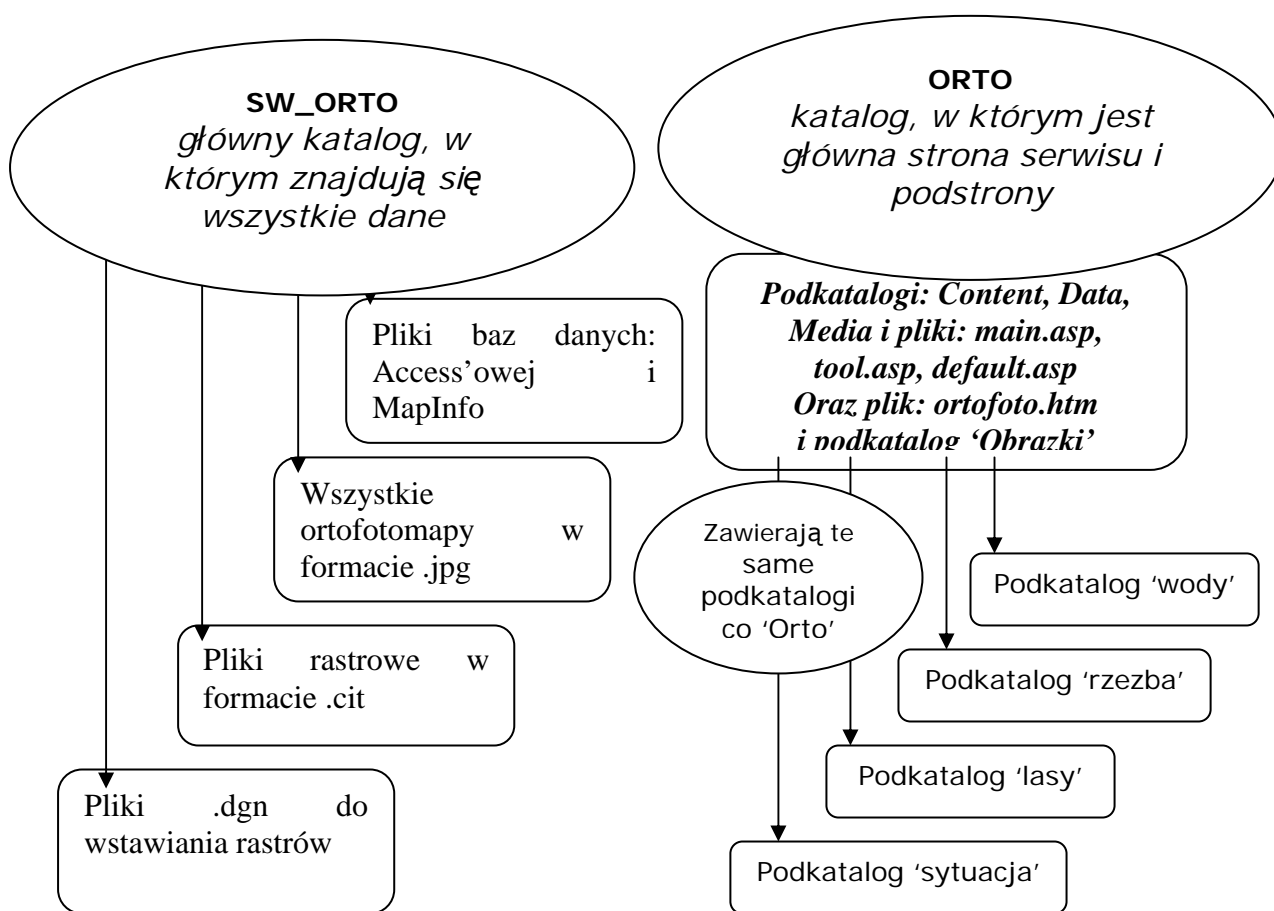 SW_ORTO
główny katalog, w
którym znajdują się
wszystkie dane
Pliki baz danych:
Access’owej i
MapInfo
Wszystkie
ortofotomapy w
formacie .jpg
Pliki rastrowe w
formacie .cit
Pliki .dgn do
wstawiania rastrów
ORTO
katalog, w którym jest
główna strona serwisu i
podstrony
Podkatalogi: Content, Data,
Media i pliki: main.asp,
tool.asp, default.asp
Oraz plik: ortofoto.htm
i podkatalog ‘Obrazki’
Zawierają te
same
podkatalogi
co ‘Orto’
Podkatalog ‘wody’
Podkatalog ‘rzezba’
Podkatalog ‘lasy’
Podkatalog ‘sytuacja’